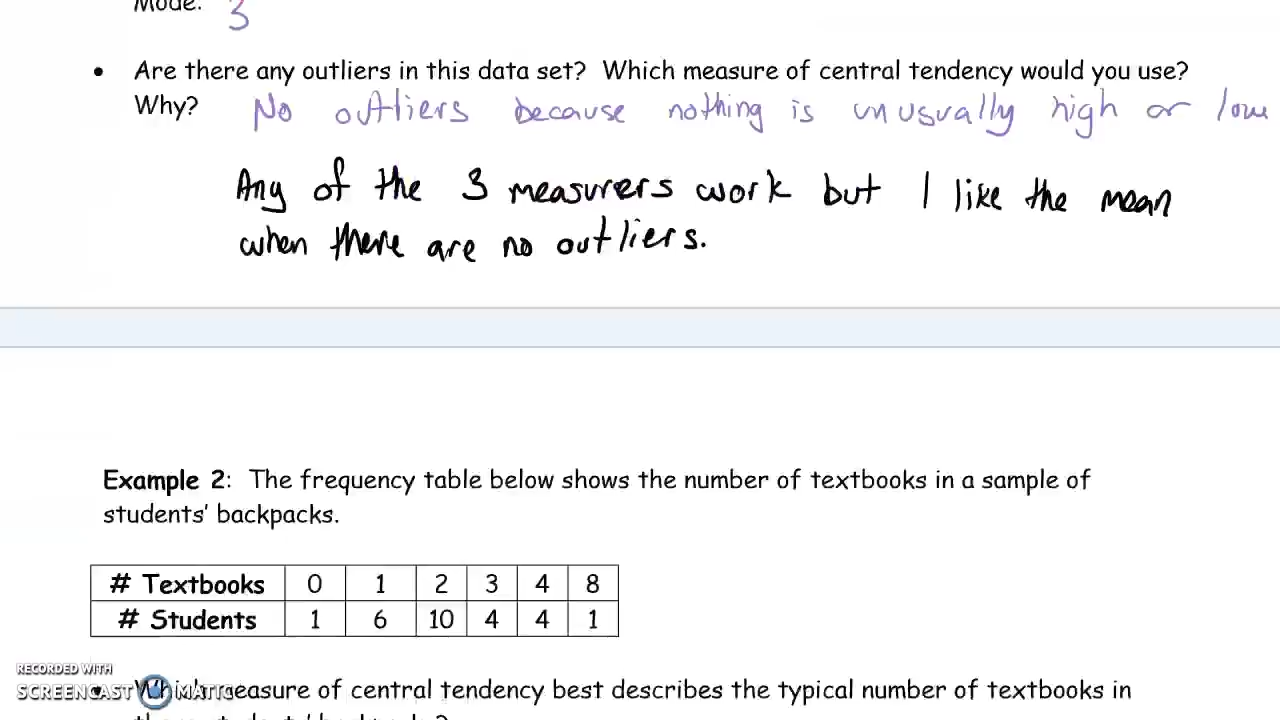 Mode: 3
• Are there any outliers in this data set? Which measure of central tendency would you use?
Why? No outliers because nothing is unusually high or low
Any of the 3 measurers work but I like the mean
when there are no outliers.
Example 2: The frequency table below shows the number of textbooks in a sample of
students' backpacks.
# Textbooks 0 1 2 3 4 8
# Students 1 6 10 4 4 1
RECORDED WITH
SCREENCAST MATIC
• Which measure of central tendency best describes the typical number of textbooks in